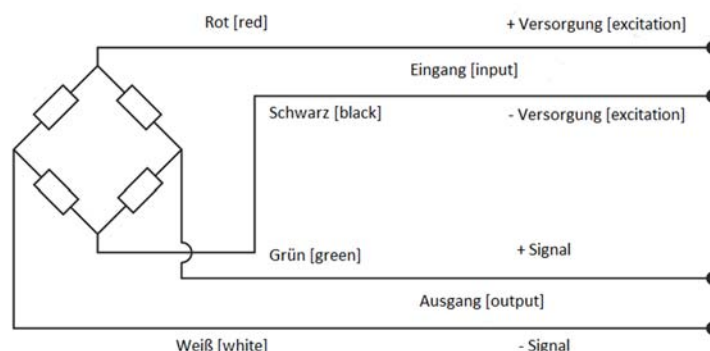 Rot [red]
+ Versorgung [excitation]
Eingang [input]
Schwarz [black]
- Versorgung [excitation]
Grün [green]
+ Signal
Ausgang [output]
Weiß [white]
- Signal